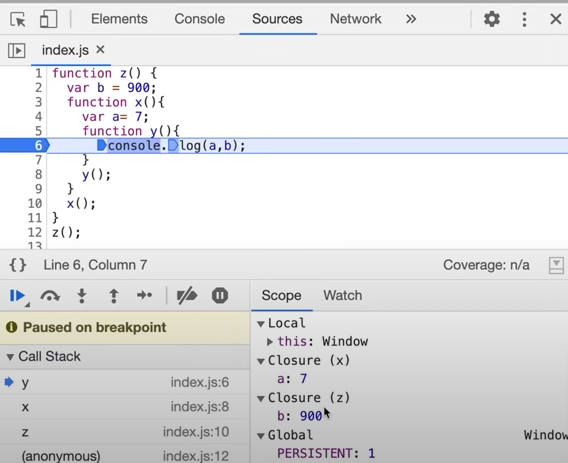 Elements Console Sources Network »
index.js ×
1 function z() {
2 var b = 900;
3 function x(){
4 var a= 7;
5 function y(){
6 console.log(a,b);
7 }
8 y();
9 }
10 x();
11 }
12 z();
13
{} Line 6, Column 7 Coverage: n/a
Scope Watch
Paused on breakpoint
Call Stack
y index.js:6
x index.js:8
z index.js:10
(anonymous) index.js:12
Local
this: Window
Closure (x)
a: 7
Closure (z)
b: 900
Global Window
PERSISTENT: 1